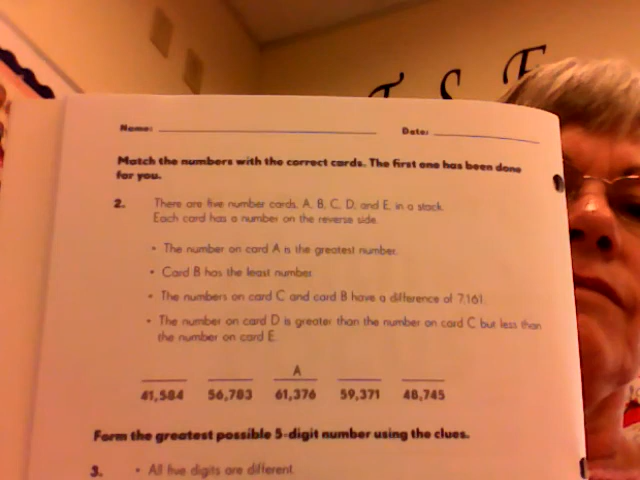 T S F
Name: Date:
Match the numbers with the correct cards. The first one has been done
for you.
2. There are five number cards, A, B, C, D, and E, in a stack.
Each card has a number on the reverse side.
• The number on card A is the greatest number.
• Card B has the least number.
• The numbers on card C and card B have a difference of 7,161.
• The number on card D is greater than the number on card C but less than
the number on card E.
A
41,584 56,783 61,376 59,371 48,745
Form the greatest possible 5-digit number using the clues.
3. • All five digits are different.